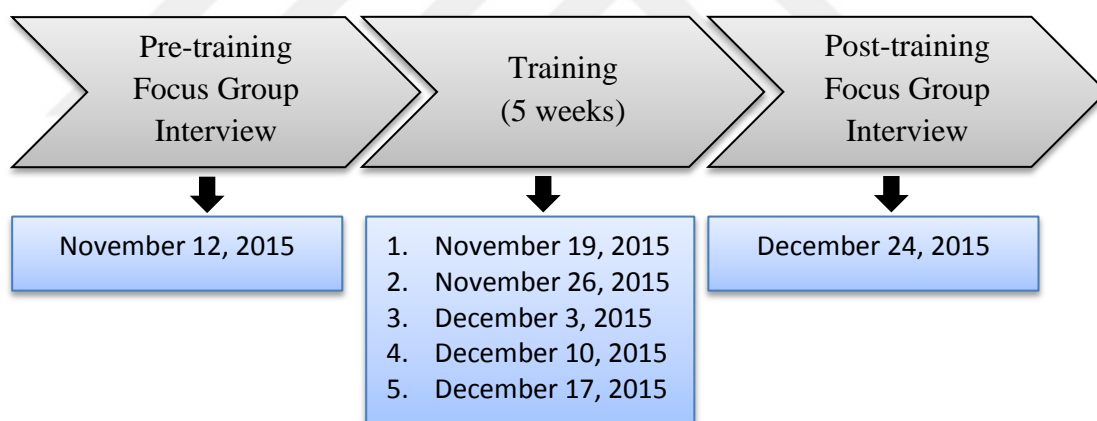 Pre-training
Focus Group
Interview
Training
(5 weeks)
Post-training
Focus Group
Interview
November 12, 2015
1. November 19, 2015
2. November 26, 2015
3. December 3, 2015
4. December 10, 2015
5. December 17, 2015
December 24, 2015